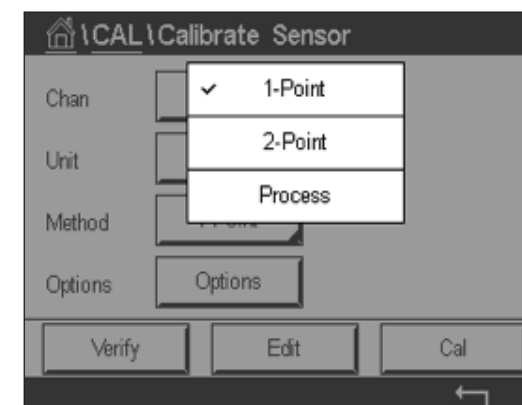 \CAL\Calibrate Sensor
Chan
✓ 1-Point
2-Point
Unit
Process
Method
Options Options
Verify Edit Cal